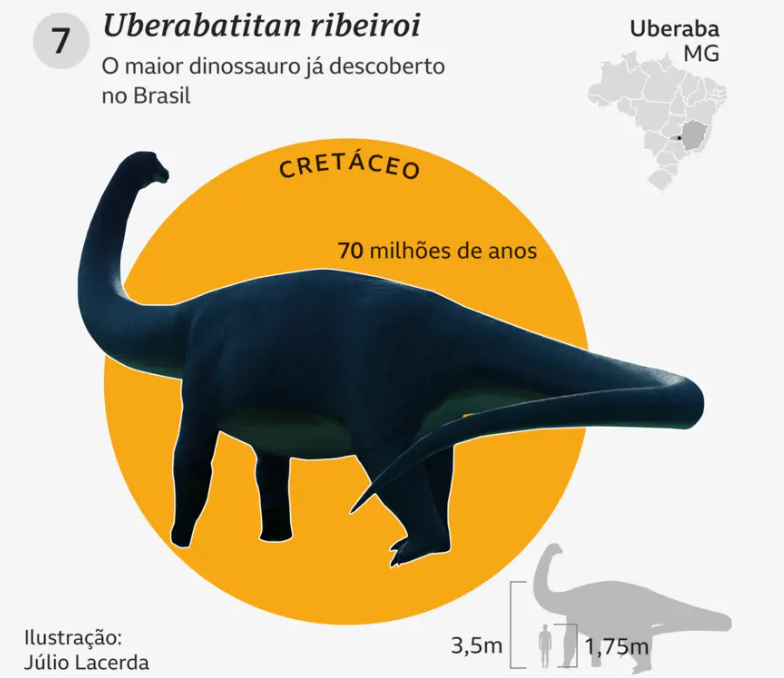 7
Uberabatitan ribeiroi
O maior dinossauro já descoberto
no Brasil
Uberaba
MG
CRETÁCEO
70 milhões de anos
3,5m
1,75m
Ilustração:
Júlio Lacerda